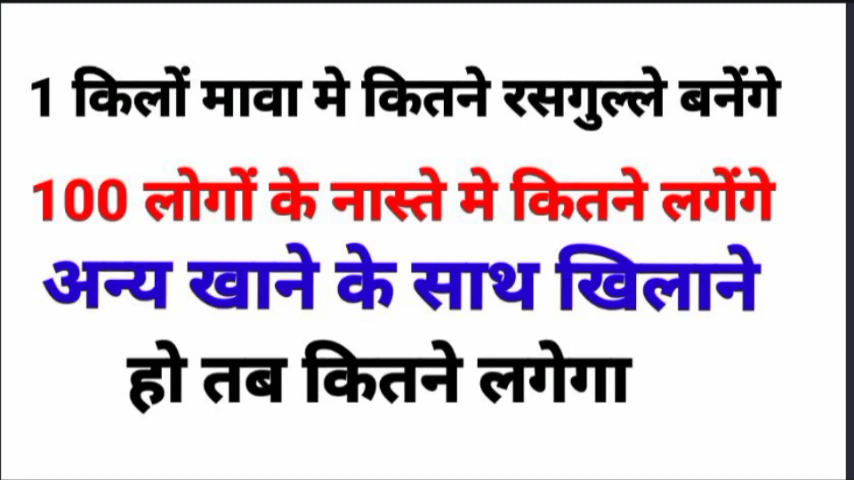 1 किलों मावा मे कितने रसगुल्ले बनेंगे
100 लोगों के नास्ते मे कितने लगेंगे
अन्य खाने के साथ खिलाने
हो तब कितने लगेगा